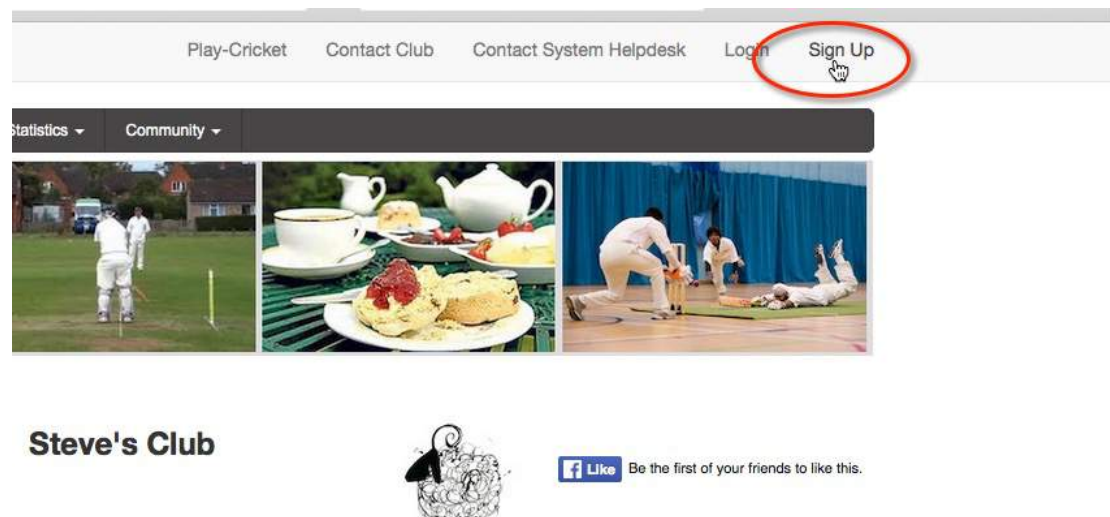 Play-Cricket Contact Club Contact System Helpdesk Login Sign Up
Statistics Community
Steve's Club
Like Be the first of your friends to like this.